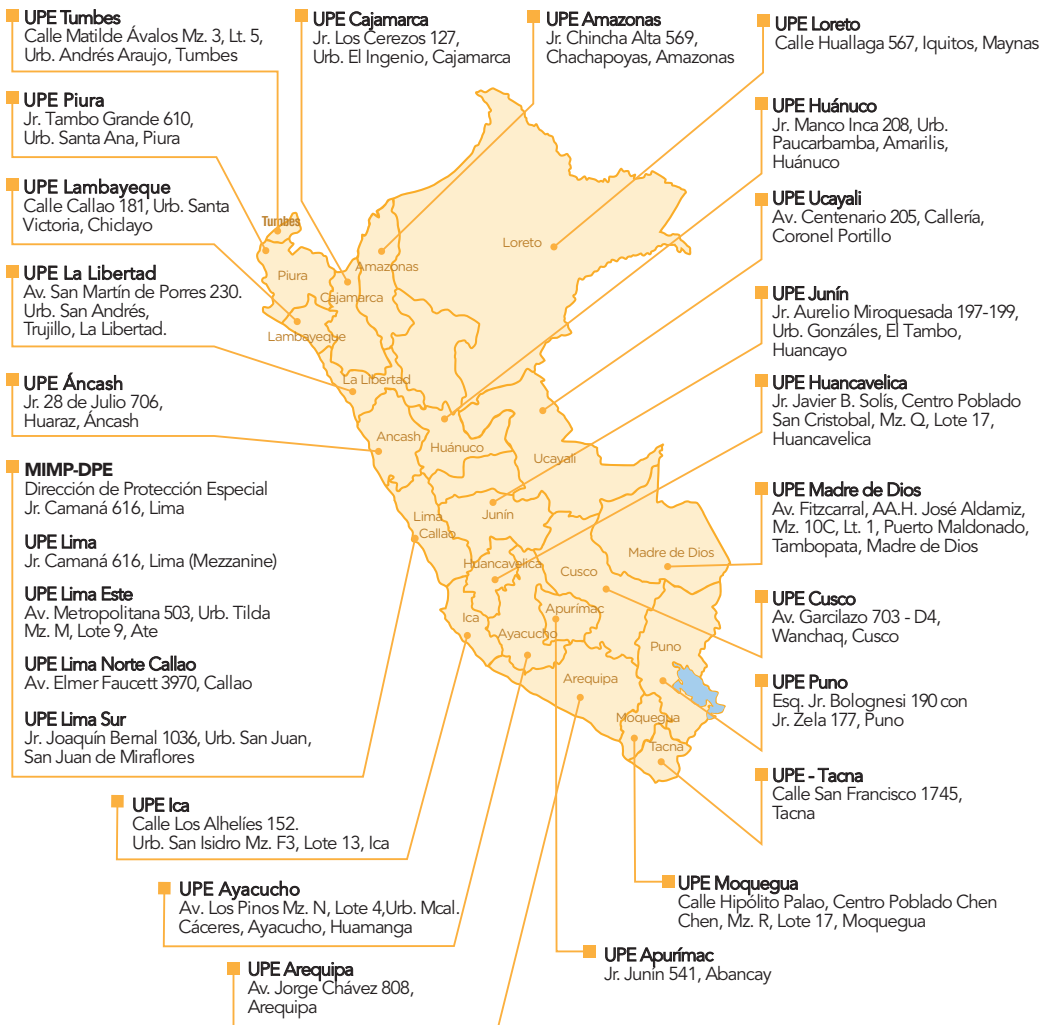 UPE Tumbes
Calle Matilde Ávalos Mz. 3, Lt. 5,
Urb. Andrés Araujo, Tumbes
UPE Cajamarca
Jr. Los Cerezos 127,
Urb. El Ingenio, Cajamarca
UPE Amazonas
Jr. Chincha Alta 569,
Chachapoyas, Amazonas
UPE Loreto
Calle Huallaga 567, Iquitos, Maynas
UPE Piura
Jr. Tambo Grande 610,
Urb. Santa Ana, Piura
UPE Lambayeque
Calle Callao 181, Urb. Santa
Victoria, Chiclayo
UPE La Libertad
Av. San Martín de Porres 230.
Urb. San Andrés,
Trujillo, La Libertad.
UPE Áncash
Jr. 28 de Julio 706,
Huaraz, Áncash
MIMP-DPE
Dirección de Protección Especial
Jr. Camaná 616, Lima
UPE Lima
Jr. Camaná 616, Lima (Mezzanine)
UPE Lima Este
Av. Metropolitana 503, Urb. Tilda
Mz. M, Lote 9, Ate
UPE Lima Norte Callao
Av. Elmer Faucett 3970, Callao
UPE Lima Sur
Jr. Joaquín Bernal 1036, Urb. San Juan,
San Juan de Miraflores
UPE Ica
Calle Los Alhelíes 152.
Urb. San Isidro Mz. F3, Lote 13, Ica
UPE Ayacucho
Av. Los Pinos Mz. N, Lote 4,Urb. Mcal.
Cáceres, Ayacucho, Huamanga
UPE Arequipa
Av. Jorge Chávez 808,
Arequipa
Tumbes
Piura
Lambayeque
Cajamarca
Amazonas
Loreto
La Libertad
Ancash
Huánuco
Ucayali
Lima
Callao
Junín
Huancavelica
Cusco
Madre de Dios
Ica
Ayacucho
Apurímac
Puno
Arequipa
Moquegua
Tacna
UPE Huánuco
Jr. Manco Inca 208, Urb.
Paucarbamba, Amarilis,
Huánuco
UPE Ucayali
Av. Centenario 205, Callería,
Coronel Portillo
UPE Junín
Jr. Aurelio Miroquesada 197-199,
Urb. Gonzáles, El Tambo,
Huancayo
UPE Huancavelica
Jr. Javier B. Solís, Centro Poblado
San Cristobal, Mz. Q, Lote 17,
Huancavelica
UPE Madre de Dios
Av. Fitzcarral, AA.H. José Aldamiz,
Mz. 10C, Lt. 1, Puerto Maldonado,
Tambopata, Madre de Dios
UPE Cusco
Av. Garcilazo 703 - D4,
Wanchaq, Cusco
UPE Puno
Esq. Jr. Bolognesi 190 con
Jr. Zela 177, Puno
UPE - Tacna
Calle San Francisco 1745,
Tacna
UPE Moquegua
Calle Hipólito Palao, Centro Poblado Chen
Chen, Mz. R, Lote 17, Moquegua
UPE Apurímac
Jr. Junín 541, Abancay